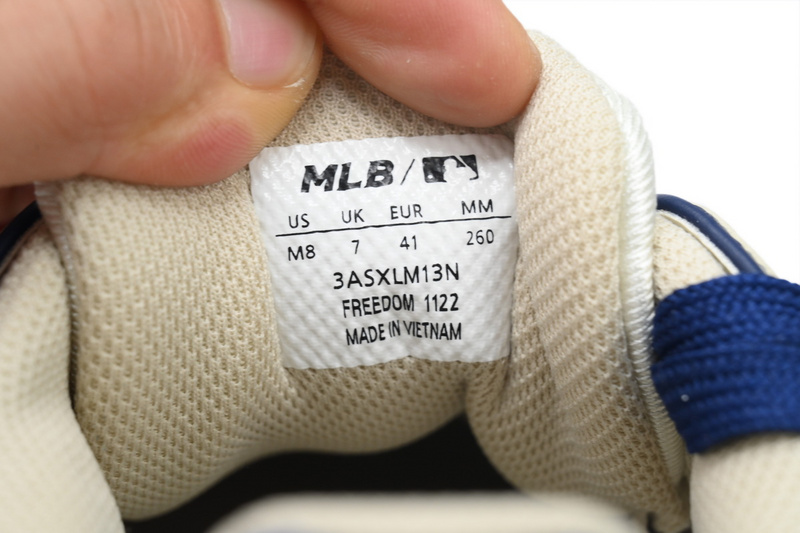 MLB /
US UK EUR MM
M8 7 41 260
3ASXLM13N
FREEDOM 1122
MADE IN VIETNAM